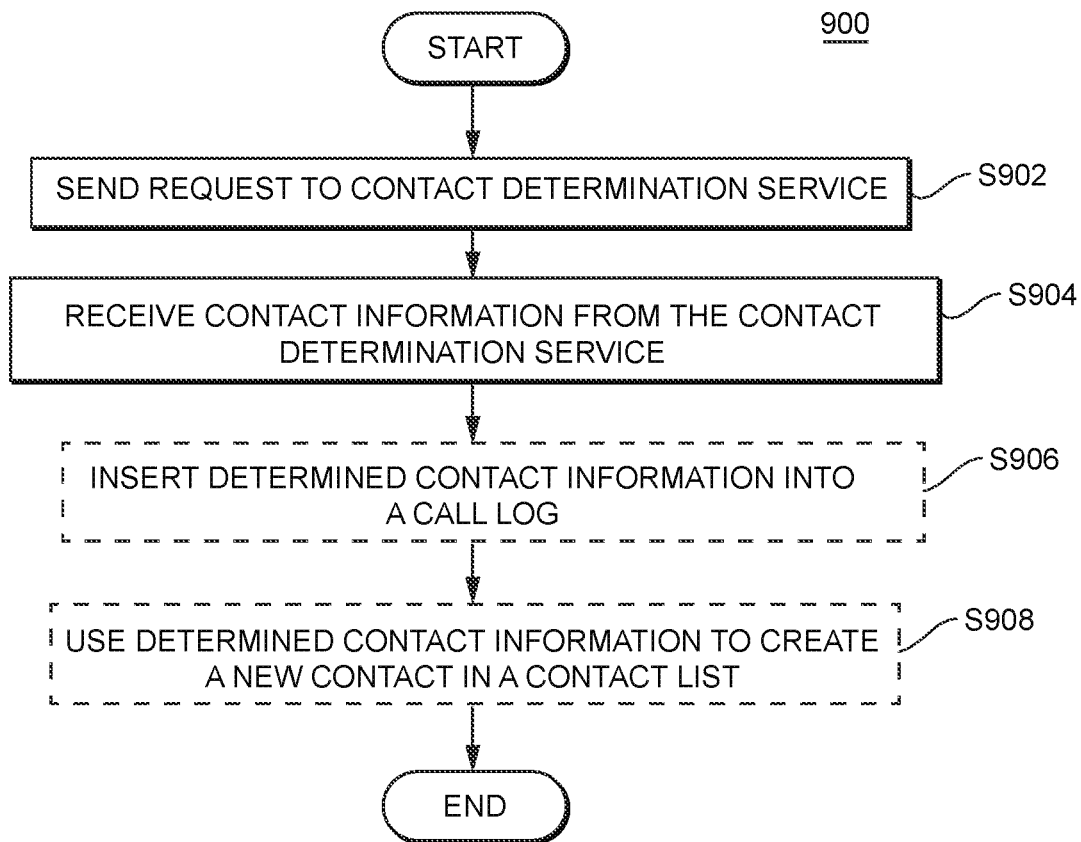 900
START
SEND REQUEST TO CONTACT DETERMINATION SERVICE
S902
RECEIVE CONTACT INFORMATION FROM THE CONTACT
DETERMINATION SERVICE
S904
INSERT DETERMINED CONTACT INFORMATION INTO
A CALL LOG
S906
USE DETERMINED CONTACT INFORMATION TO CREATE
A NEW CONTACT IN A CONTACT LIST
S908
END